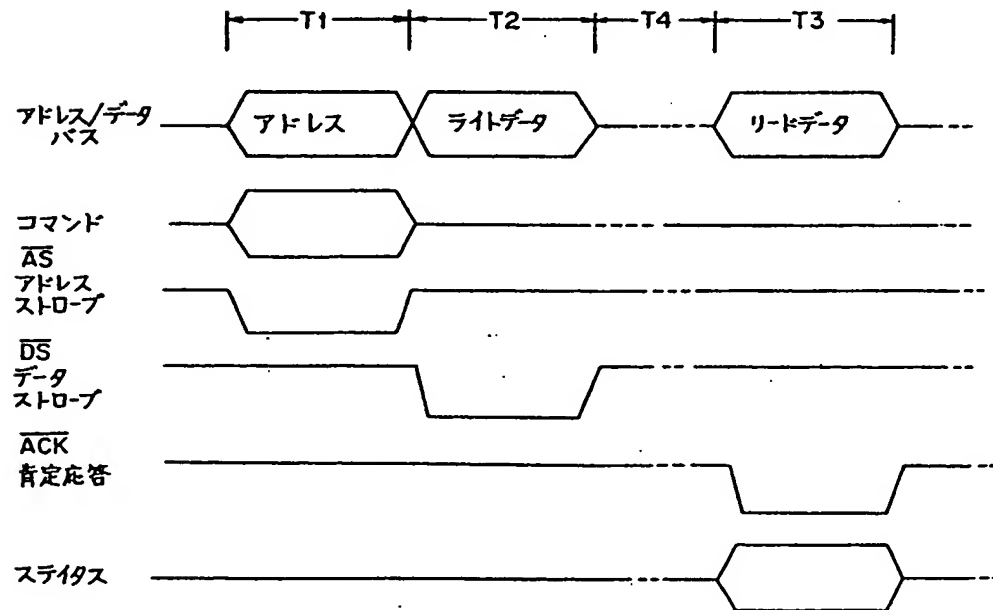 T1 T2 T4 T3
アドレス/データ
バス
アドレス ライトデータ リードデータ
コマンド
AS
アドレス
ストローブ
DS
データ
ストローブ
ACK
肯定応答
ステイタス